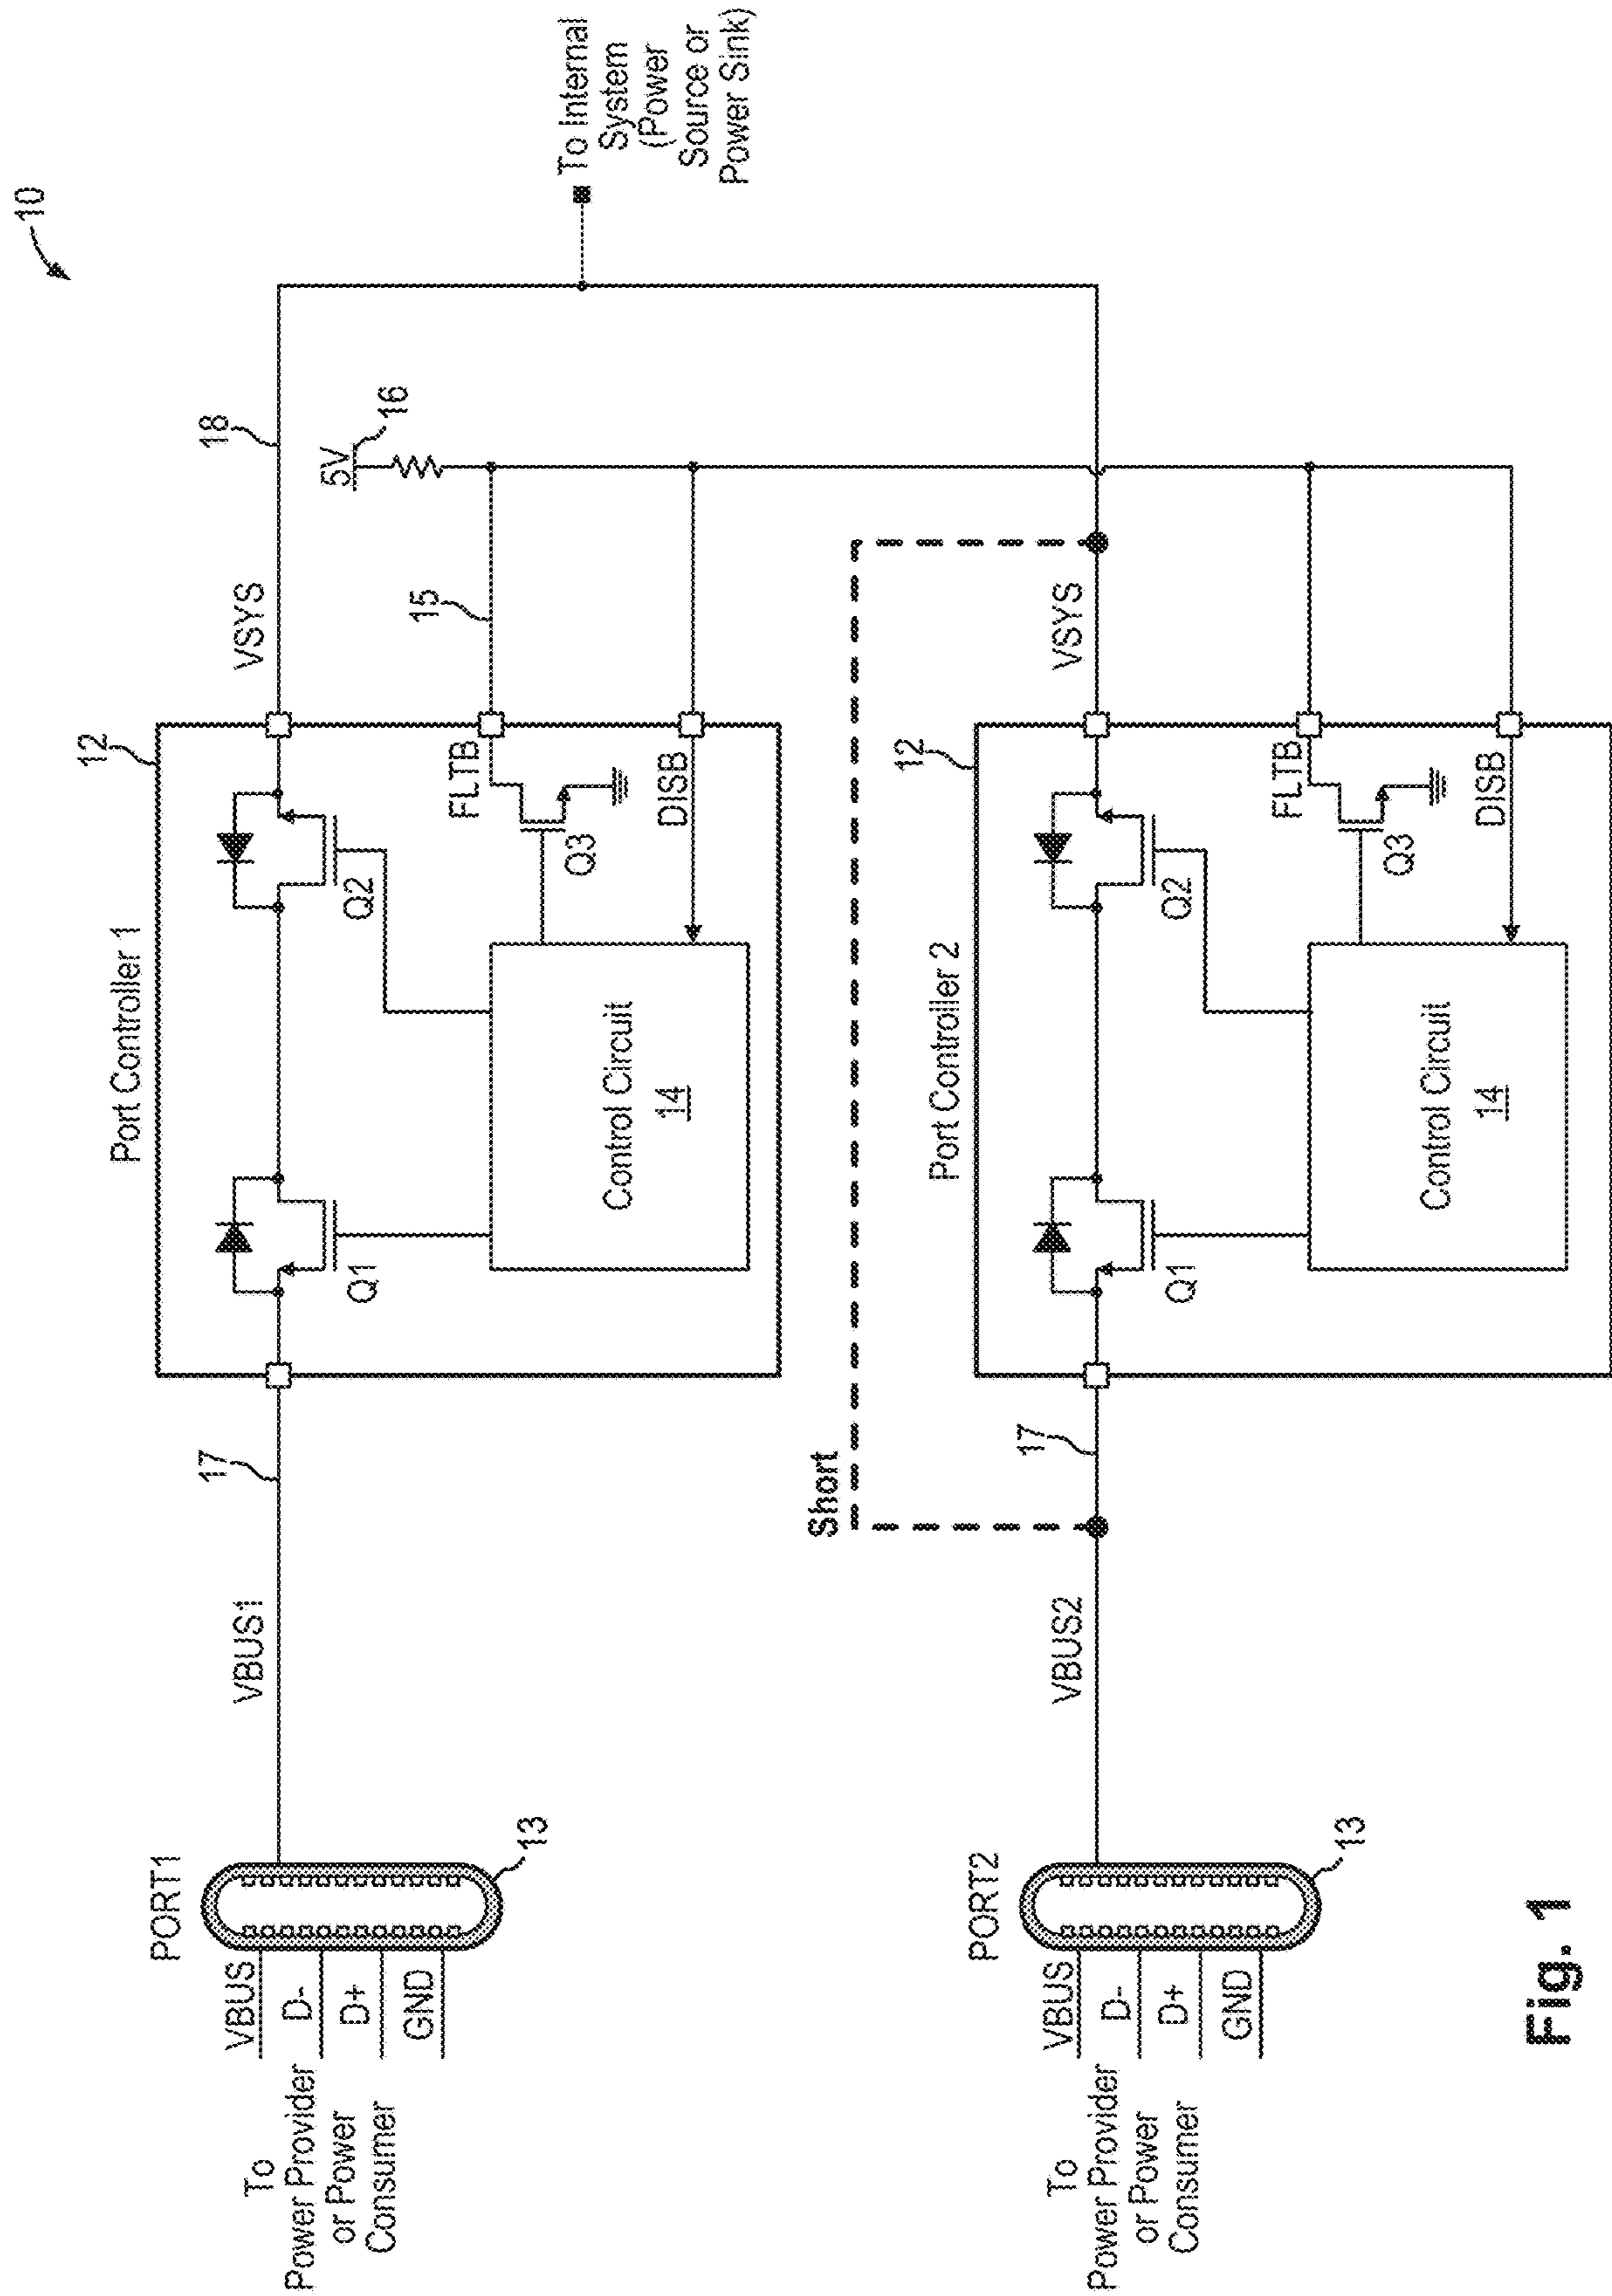 10
Port Controller 1
12
PORT1
VBUS
D-
D+
GND
To
Power Provider
or Power
Consumer
13
VBUS1
17
Q1
Q2
Control Circuit
14
FLTB
Q3
DISB
VSYS
18
5V
16
15
To Internal
System
(Power
Source or
Power Sink)
Short
Port Controller 2
12
PORT2
VBUS
D-
D+
GND
To
Power Provider
or Power
Consumer
13
VBUS2
17
Q1
Q2
Control Circuit
14
FLTB
Q3
DISB
VSYS
Fig. 1